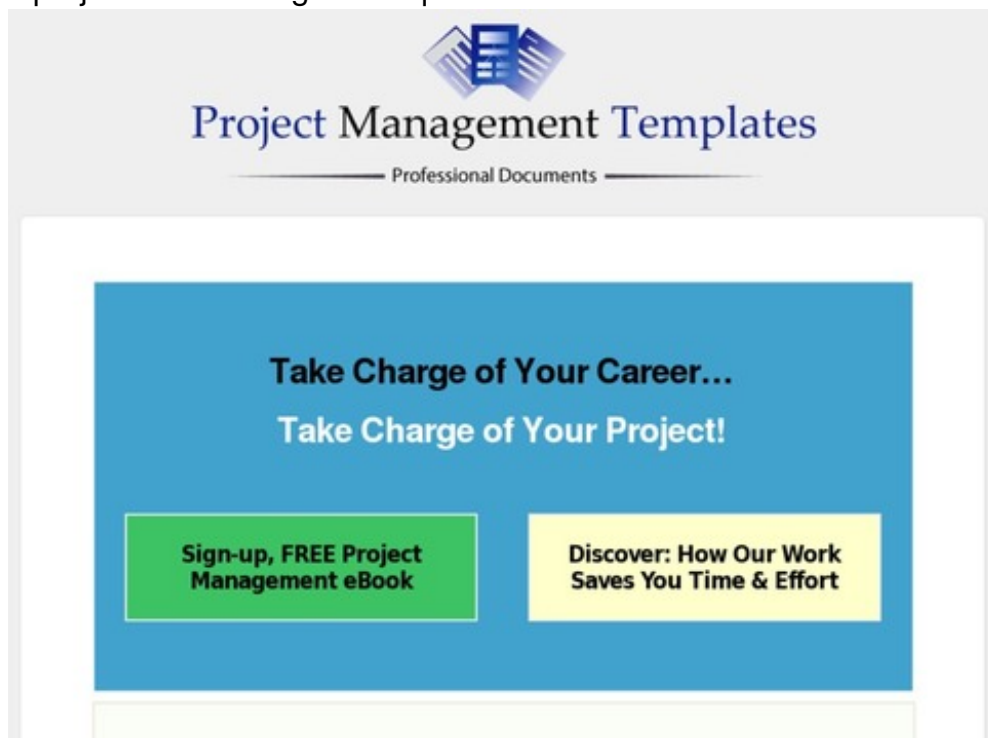 Project Management Templates
Professional Documents
Take Charge of Your Career...
Take Charge of Your Project!
Sign-up, FREE Project
Management eBook
Discover: How Our Work
Saves You Time & Effort